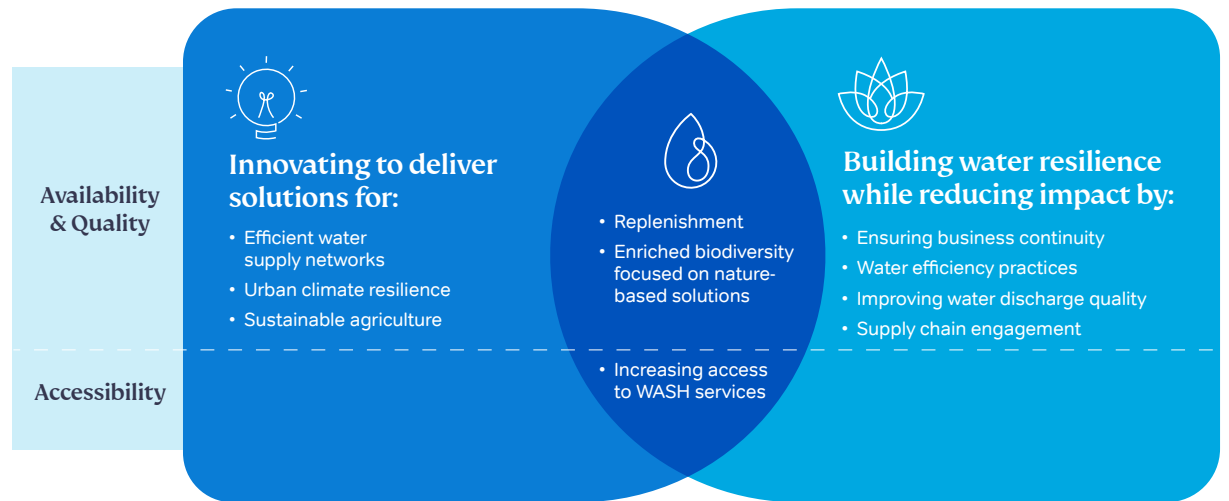 Availability
& Quality
Innovating to deliver
solutions for:
• Efficient water
supply networks
• Urban climate resilience
• Sustainable agriculture
• Replenishment
• Enriched biodiversity
focused on nature-
based solutions
Building water resilience
while reducing impact by:
• Ensuring business continuity
• Water efficiency practices
• Improving water discharge quality
• Supply chain engagement
Accessibility
• Increasing access
to WASH services